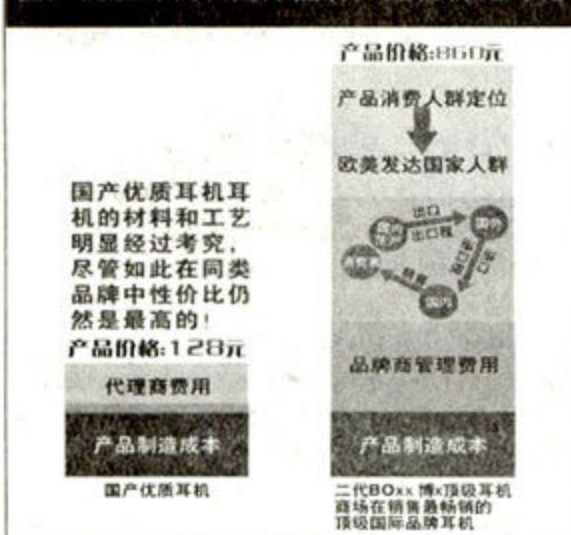 国产优质耳机耳
机的材料和工艺
明显经过考究，
尽管如此在同类
品牌中性价比仍
然是最高的！
产品价格:128元
代理商费用
产品制造成本
国产优质耳机
产品价格:860元
产品消费人群定位
欧美发达国家人群
出口
出口税
进口税
销售
国内
品牌商管理费用
产品制造成本
二代BOxx 博x顶级耳机
商场在销售最畅销的
顶级国际品牌耳机